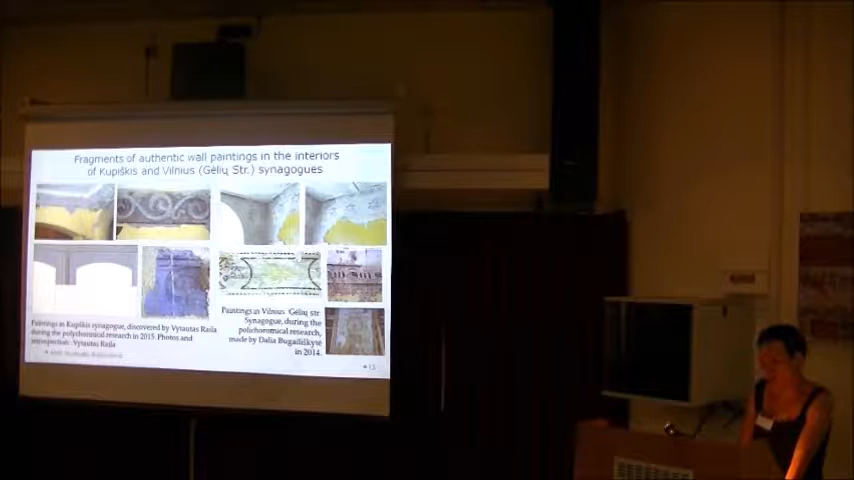 Fragments of authentic wall paintings in the interiors
of Kupiškis and Vilnius (Gėlių Str.) synagogues
Paintings in Kupiškis synagogue, discovered by Vytautas Raila
during the polychromical research in 2015. Photos and
retrospection - Vytautas Raila
Paintings in Vilnius Gėlių str
Synagogue, during the
polichromical research,
made by Dalia Bugailiškytė
in 2014.